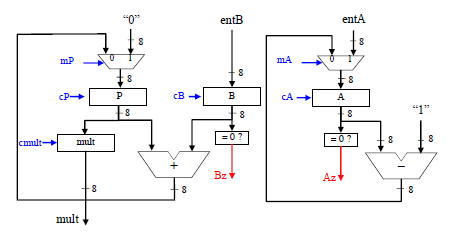 “0” entB entA
8 8
mP 0 1 mA 0 1
8 8 8
cP P cB B cA A “1”
8 8 8
cmult mult = 0 ? = 0 ? 8 8
+ Bz Az −
8 8 8
mult